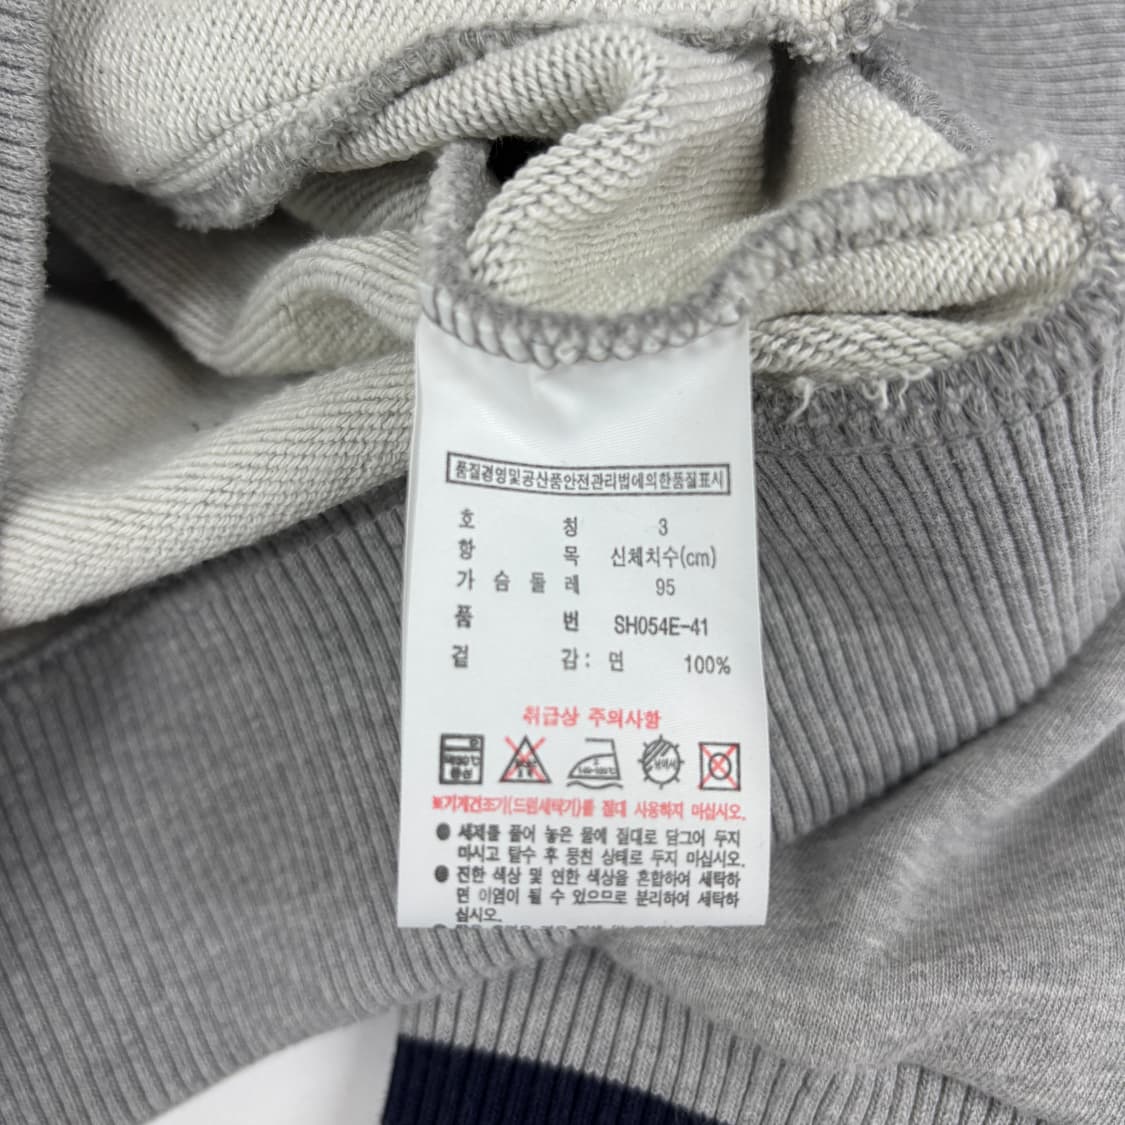 품질경영및공산품안전관리법에의한품질표시
호 칭 3
항 목 신체치수(cm)
가 슴 둘 레 95
품 번 SH054E-41
겉 감 : 면 100%
취급상 주의사항
중성
※기계건조기(드럼세탁기)를 절대 사용하지 마십시오.
● 세제를 풀어 놓은 물에 절대로 담그어 두지
마시고 탈수 후 뭉친 상태로 두지 마십시오.
● 진한 색상 및 연한 색상을 혼합하여 세탁하
면 이염이 될 수 있으므로 분리하여 세탁하
십시오.